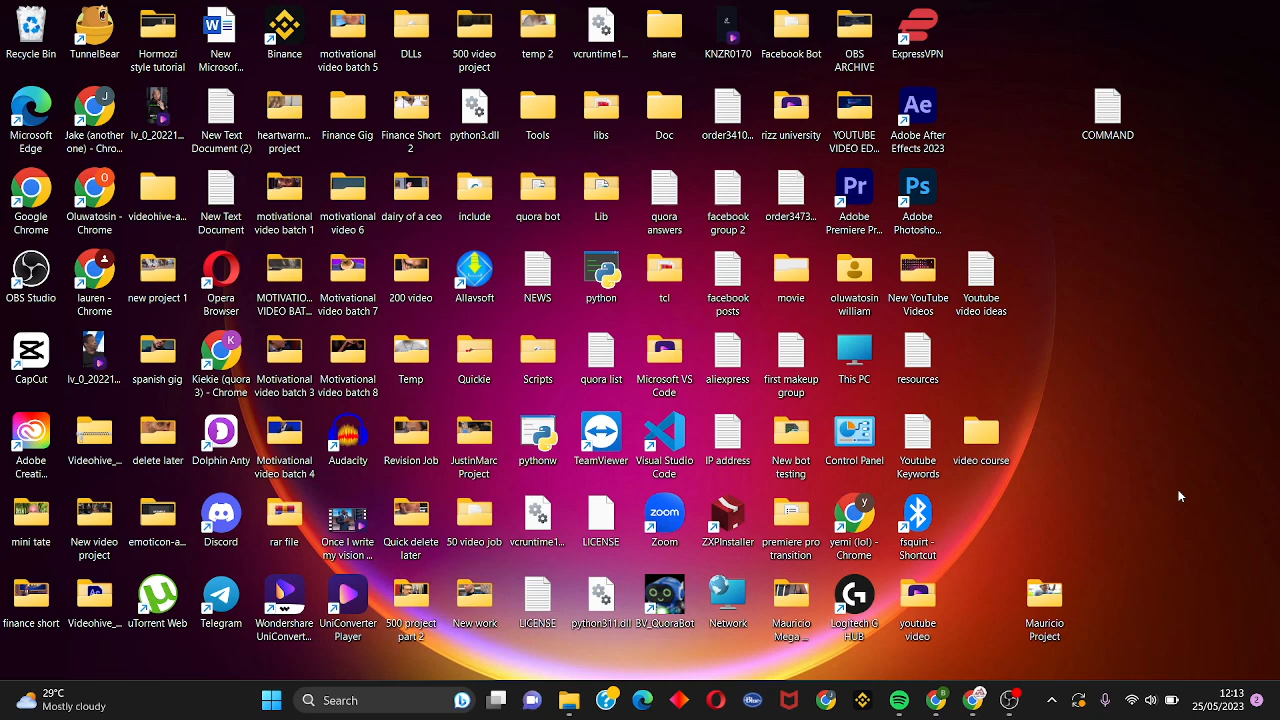 Recycle Bin
TunnelBear
Hormozi
style tutorial
New
Microsof...
Binance
motivational
video batch 5
DLLs
500 video
project
temp 2
vcruntime1...
share
KNZR0170
Facebook Bot
OBS
ARCHIVE
ExpressVPN
Microsoft
Edge
Jake (another
one) - Chro...
lv_0_20221...
New Text
Document (2)
heartwarm...
project
Finance Gig
Finance Short
2
python3.dll
Tools
libs
Doc
order3410...
rizz university
YOUTUBE
VIDEO ED...
Adobe After
Effects 2023
COMMAND
Google
Chrome
Oluwatosin -
Chrome
videohive-a...
New Text
Document
motivational
video batch 1
motivational
video 6
dairy of a ceo
include
quora bot
Lib
quora
answers
facebook
group 2
order3473...
Adobe
Premiere Pr...
Adobe
Photosho...
OBS Studio
lauren -
Chrome
new project 1
Opera
Browser
MOTIVATIO...
VIDEO BAT...
Motivational
video batch 7
200 video
Allavsoft
NEWS
python
tcl
facebook
posts
movie
oluwatosin
william
New YouTube
Videos
Youtube
video ideas
Capcut
lv_0_20221...
spanish gig
Kiekie (quora
3) - Chrome
Motivational
video batch 3
Motivational
video batch 8
Temp
Quickie
Scripts
quora list
Microsoft VS
Code
aliexpress
first makeup
group
This PC
resources
Adobe
Creati...
Videohive_...
delete later
Dolphin Anty
Motivational
video batch 4
Audacity
Revision Job
JustinMarc
Project
pythonw
TeamViewer
Visual Studio
Code
IP address
New bot
testing
Control Panel
Youtube
Keywords
video course
mini tate
New video
project
emoticon-a...
Discord
rar file
Once I write
my vision ...
Quick delete
later
50 video job
vcruntime1...
LICENSE
zoom
Zoom
ZXPInstaller
premiere pro
transition
yemi (lol) -
Chrome
fsquirt -
Shortcut
finance short
Videohive_...
uTorrent Web
Telegram
Wondershare
UniConvert...
UniConverter
Player
500 project
part 2
New work
LICENSE
python311.dll
BV_QuoraBot
Network
Mauricio
Mega ...
Logitech G
HUB
youtube
video
Mauricio
Project
29°C
Mostly cloudy
Search
12:13
25/05/2023
2